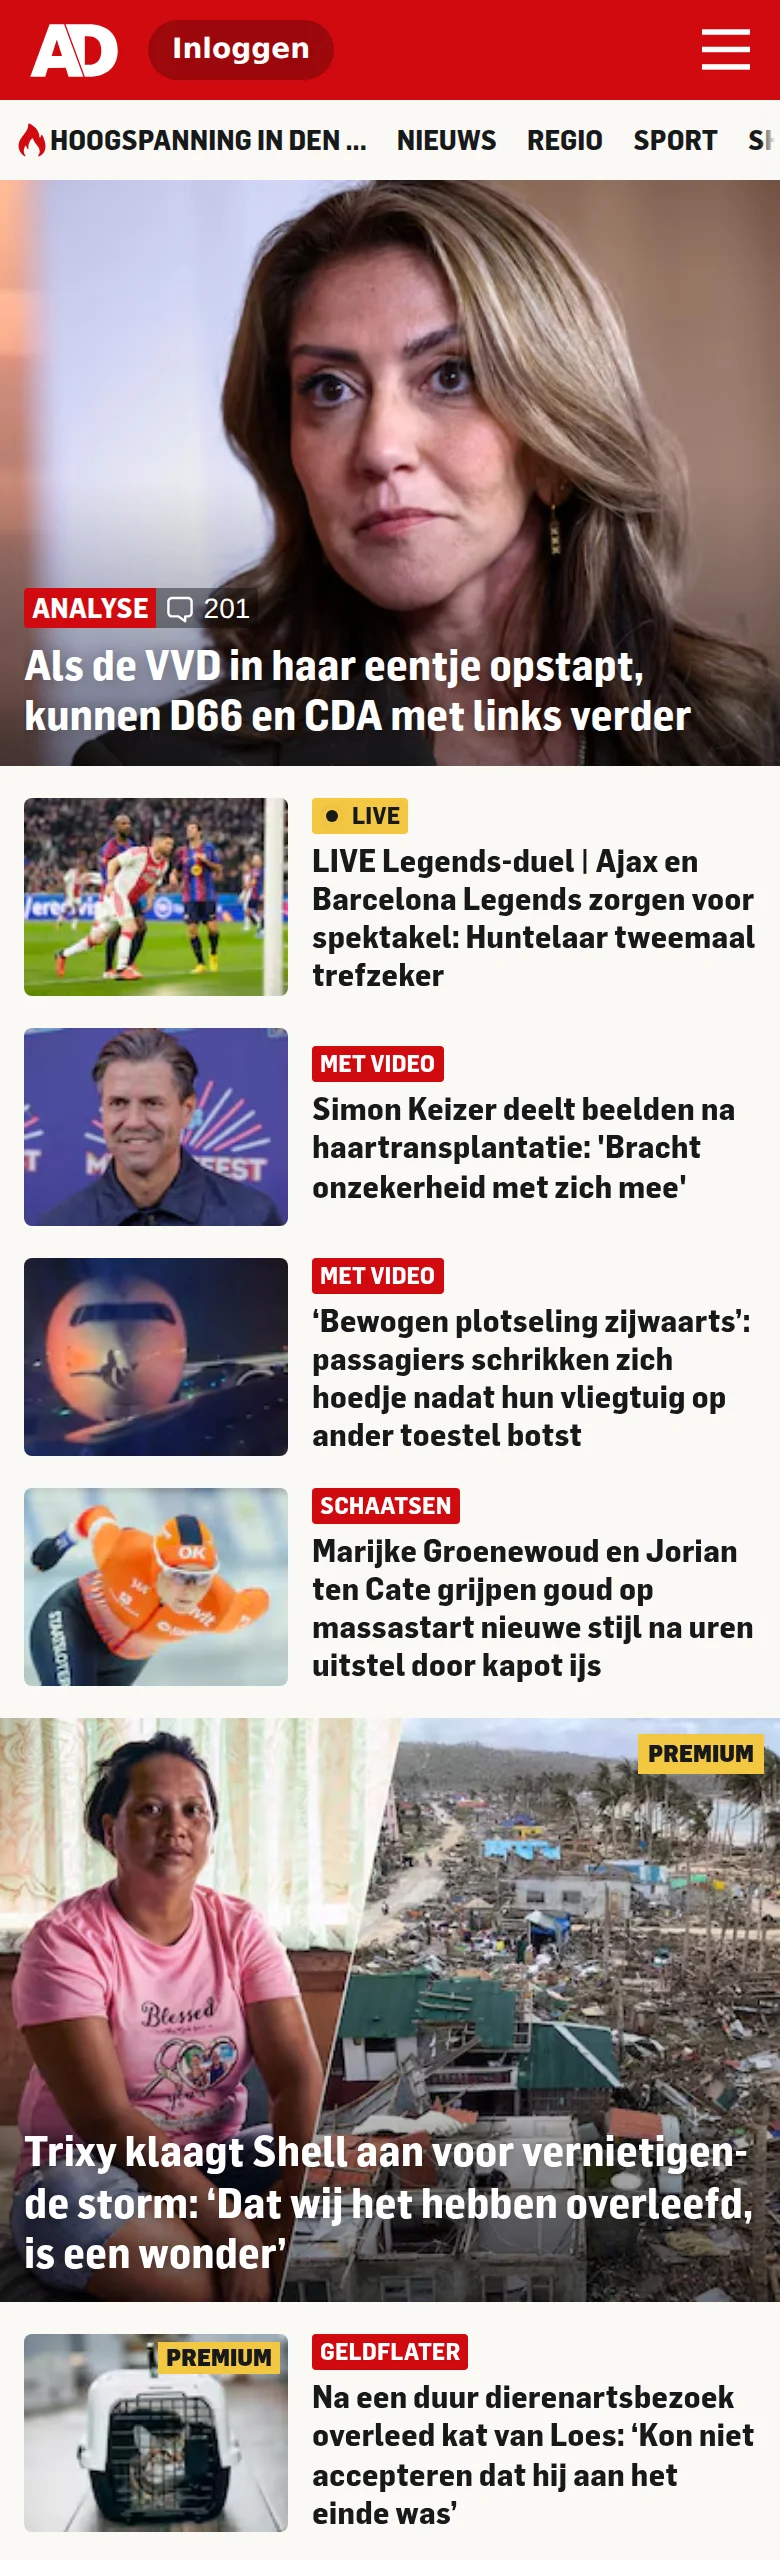 AD
Inloggen
HOOGSPANNING IN DEN ... NIEUWS REGIO SPORT
ANALYSE 201
Als de VVD in haar eentje opstapt,
kunnen D66 en CDA met links verder
LIVE
LIVE Legends-duel | Ajax en
Barcelona Legends zorgen voor
spektakel: Huntelaar tweemaal
trefzeker
MET VIDEO
Simon Keizer deelt beelden na
haartransplantatie: 'Bracht
onzekerheid met zich mee'
MET VIDEO
‘Bewogen plotseling zijwaarts’:
passagiers schrikken zich
hoedje nadat hun vliegtuig op
ander toestel botst
SCHAATSEN
OK
Marijke Groenewoud en Jorian
ten Cate grijpen goud op
massastart nieuwe stijl na uren
uitstel door kapot ijs
PREMIUM
Blessed
Trixy klaagt Shell aan voor vernietigen-
de storm: ‘Dat wij het hebben overleefd,
is een wonder’
PREMIUM
GELDFLATER
Na een duur dierenartsbezoek
overleed kat van Loes: ‘Kon niet
accepteren dat hij aan het
einde was’